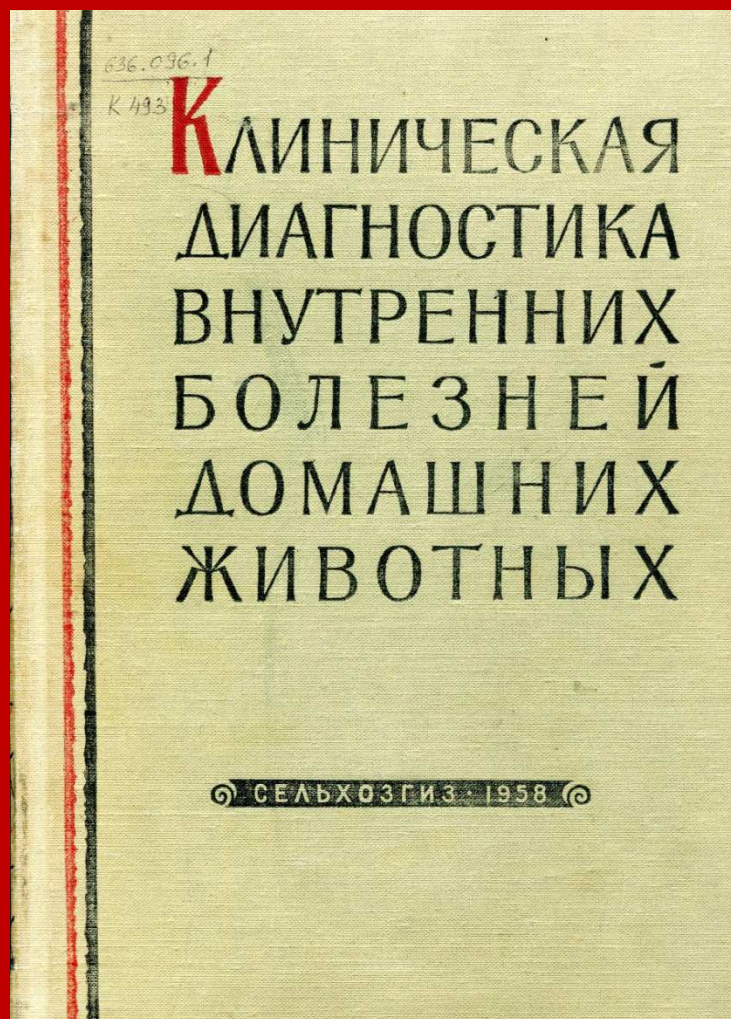 636.096.1
К 493
Клиническая
диагностика
внутренних
болезней
домашних
животных
СЕЛЬХОЗГИЗ · 1958